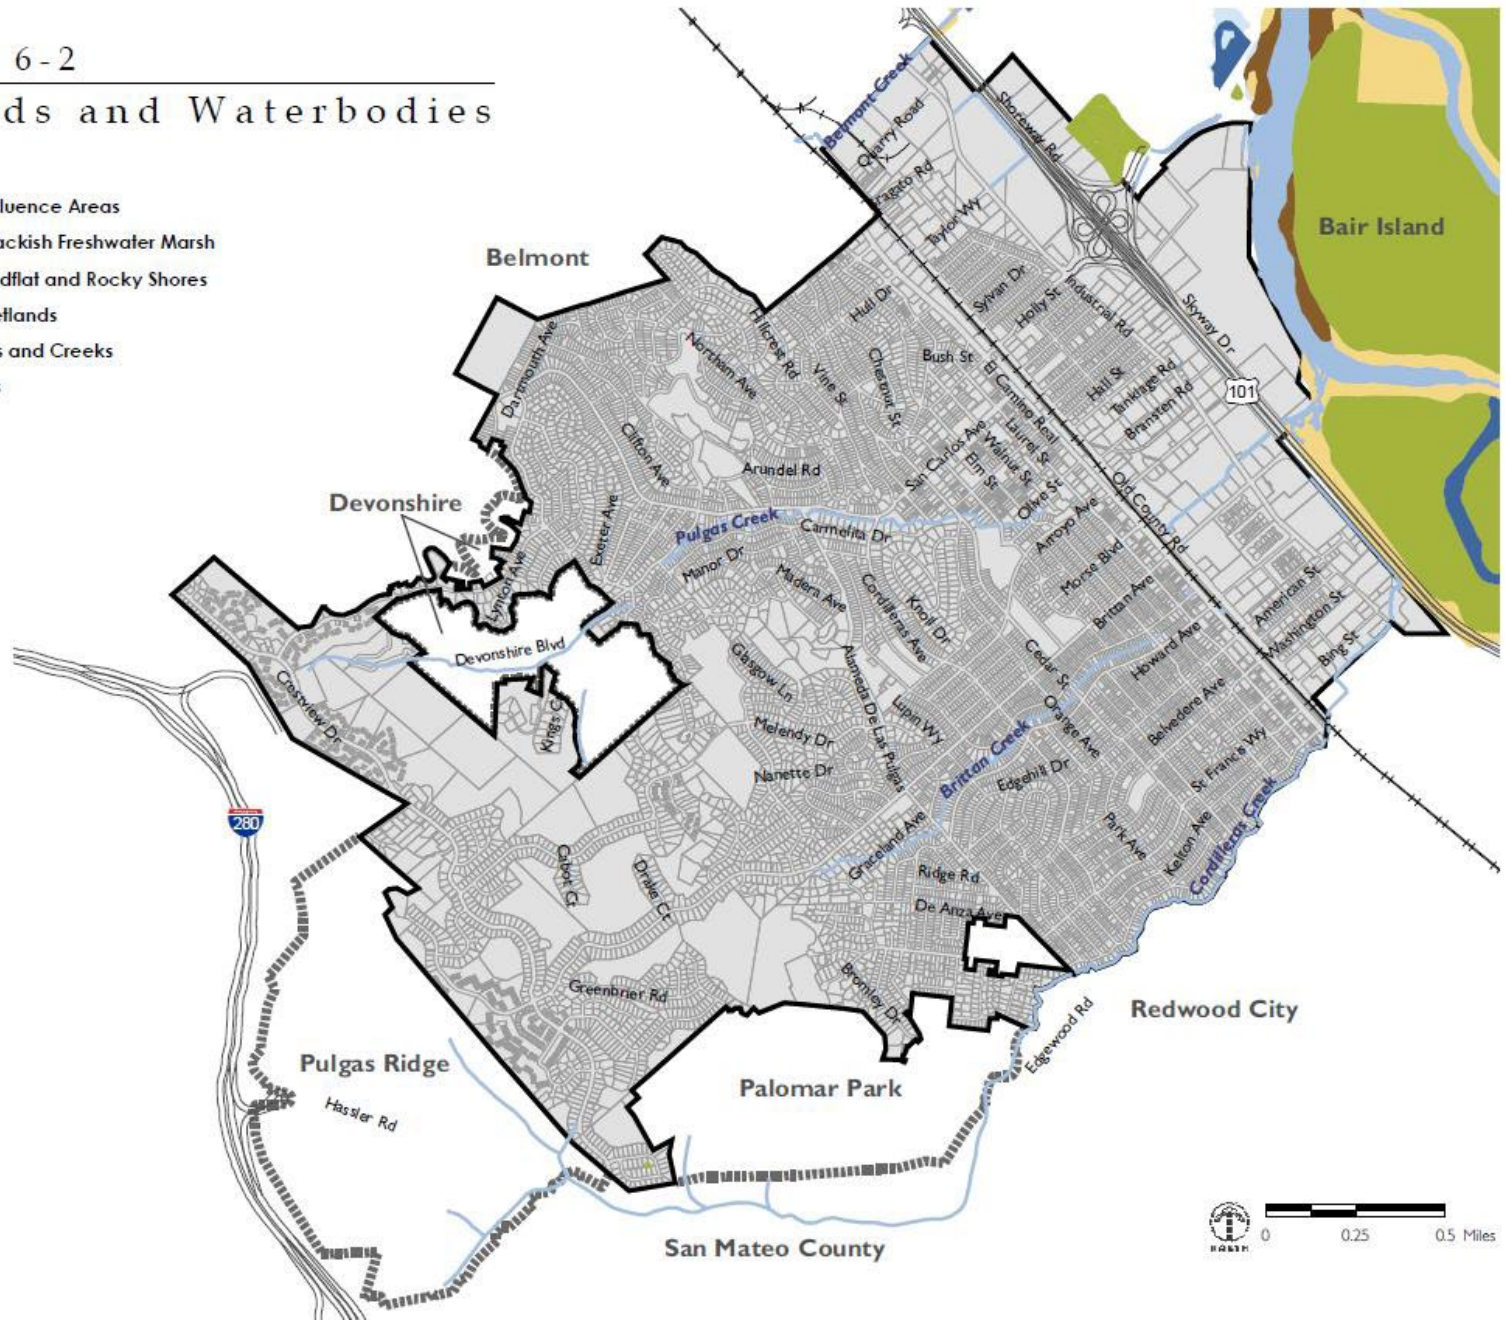 6-2
ds and Waterbodies
luence Areas
ackish Freshwater Marsh
dflat and Rocky Shores
etlands
s and Creeks
s
Belmont Creek
Quarry Road
Shoreway Rd
ragato Rd
Taylor Wy
Bair Island
Belmont
Sylvan Dr
Holly St
Industrial Rd
Hull Dr
Skyway Dr
Dartmouth Ave
Northam Ave
Hillcrest Rd
Vine St
Chestnut St
Bush St
El Camino Real
Hall St
Tanklage Rd
Bransten Rd
101
Clifton Ave
Arundel Rd
San Carlos Ave
Laurel St
Walnut St
Elm St
Olive St
Old County Rd
Devonshire
Exeter Ave
Pulgas Creek
Carmelita Dr
Arroyo Ave
Manor Dr
Madera Ave
Morse Blvd
Lynton Ave
Cordilleras Ave
Knoll Dr
Brittan Ave
American St
Washington St
Bing St
Devonshire Blvd
Howard Ave
Cedar St
Glasgow Ln
Alameda De Las Pulgas
Crestview Dr
Kings C
Lupin Wy
Orange Ave
Belvedere Ave
Melendy Dr
Brittan Creek
St Francis Wy
Nanette Dr
Edgehill Dr
280
Graceland Ave
Park Ave
Kelton Ave
Cordilleras Creek
Cabot Ct
Drake Ct
Ridge Rd
De Anza Ave
Greenbrier Rd
Bromley Dr
Redwood City
Edgewood Rd
Pulgas Ridge
Palomar Park
Hassler Rd
San Mateo County
NORTH
0 0.25 0.5 Miles